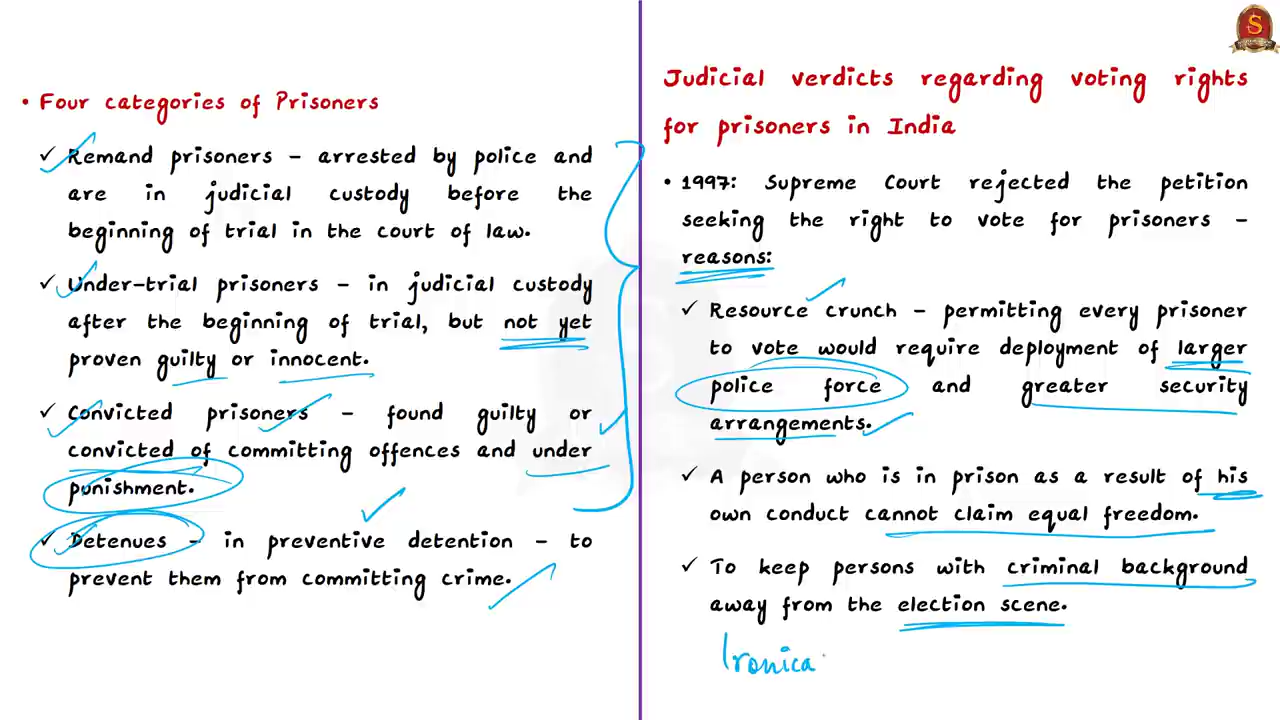 • Four categories of Prisoners
✓ Remand prisoners – arrested by police and
are in judicial custody before the
beginning of trial in the court of law.
✓ Under-trial prisoners – in judicial custody
after the beginning of trial, but not yet
proven guilty or innocent.
✓ Convicted prisoners – found guilty or
convicted of committing offences and under
punishment.
✓ Detenues – in preventive detention – to
prevent them from committing crime.
S
Judicial verdicts regarding voting rights
for prisoners in India
• 1997: Supreme Court rejected the petition
seeking the right to vote for prisoners –
reasons:
✓ Resource crunch – permitting every prisoner
to vote would require deployment of larger
police force and greater security
arrangements.
✓ A person who is in prison as a result of his
own conduct cannot claim equal freedom.
✓ To keep persons with criminal background
away from the election scene.
Ironica